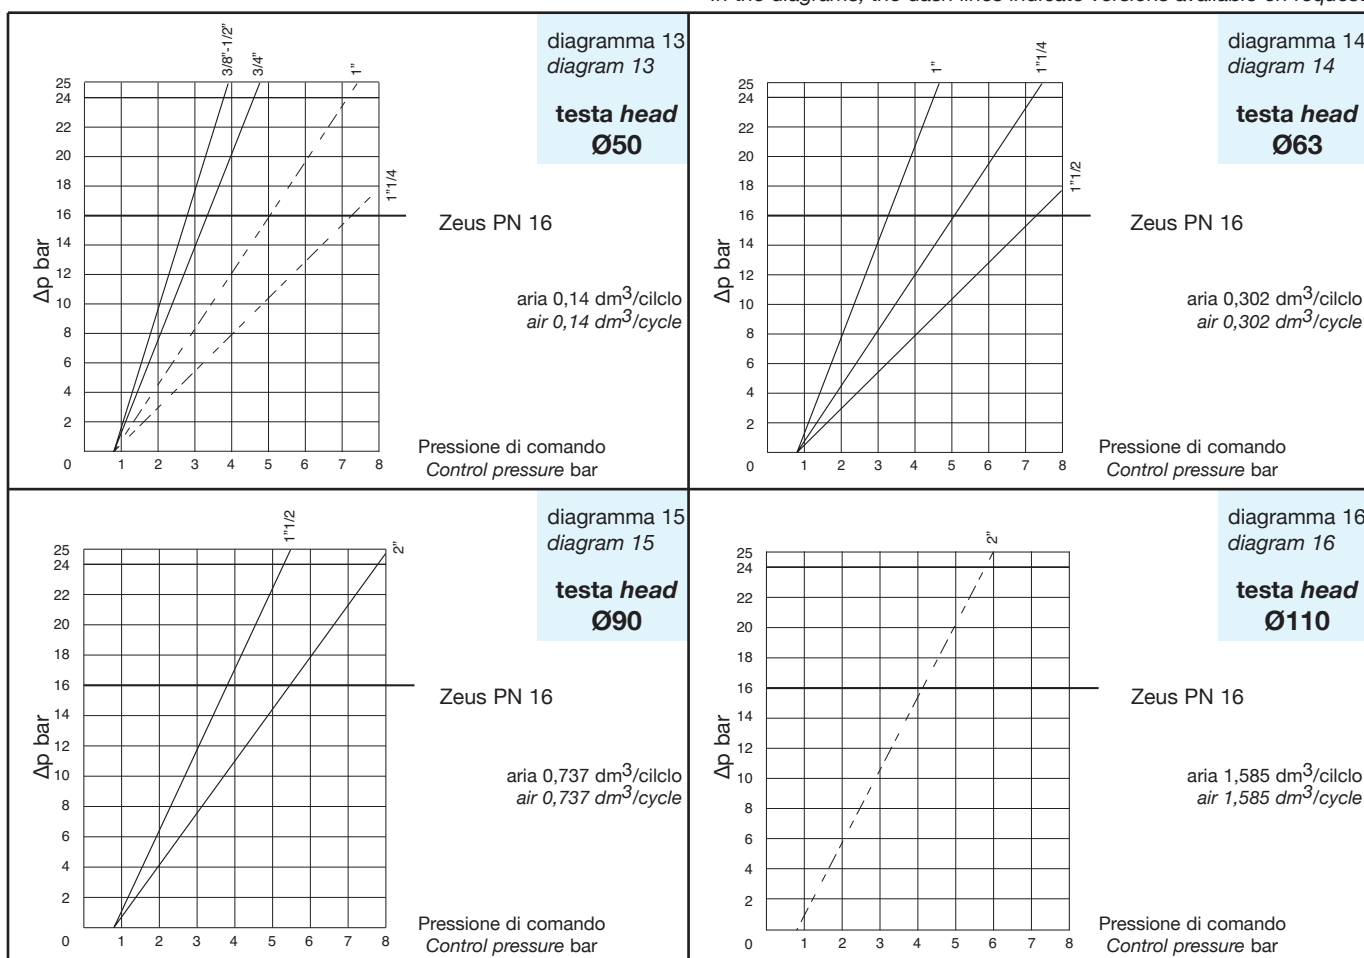 In the diagrams, the dash lines indicate versions available on request
3/8"-1/2"
3/4"
1"
1"1/4
25
24
22
20
18
16
14
12
10
8
6
4
2
0
1 2 3 4 5 6 7 8
Δp bar
diagramma 13
diagram 13
testa head
Ø50
Zeus PN 16
aria 0,14 dm3/cilclo
air 0,14 dm3/cycle
Pressione di comando
Control pressure bar
1"
1"1/4
1"1/2
25
24
22
20
18
16
14
12
10
8
6
4
2
0
1 2 3 4 5 6 7 8
Δp bar
diagramma 14
diagram 14
testa head
Ø63
Zeus PN 16
aria 0,302 dm3/cilclo
air 0,302 dm3/cycle
Pressione di comando
Control pressure bar
1"1/2
2"
25
24
22
20
18
16
14
12
10
8
6
4
2
0
1 2 3 4 5 6 7 8
Δp bar
diagramma 15
diagram 15
testa head
Ø90
Zeus PN 16
aria 0,737 dm3/cilclo
air 0,737 dm3/cycle
Pressione di comando
Control pressure bar
2"
25
24
22
20
18
16
14
12
10
8
6
4
2
0
1 2 3 4 5 6 7 8
Δp bar
diagramma 16
diagram 16
testa head
Ø110
Zeus PN 16
aria 1,585 dm3/cilclo
air 1,585 dm3/cycle
Pressione di comando
Control pressure bar